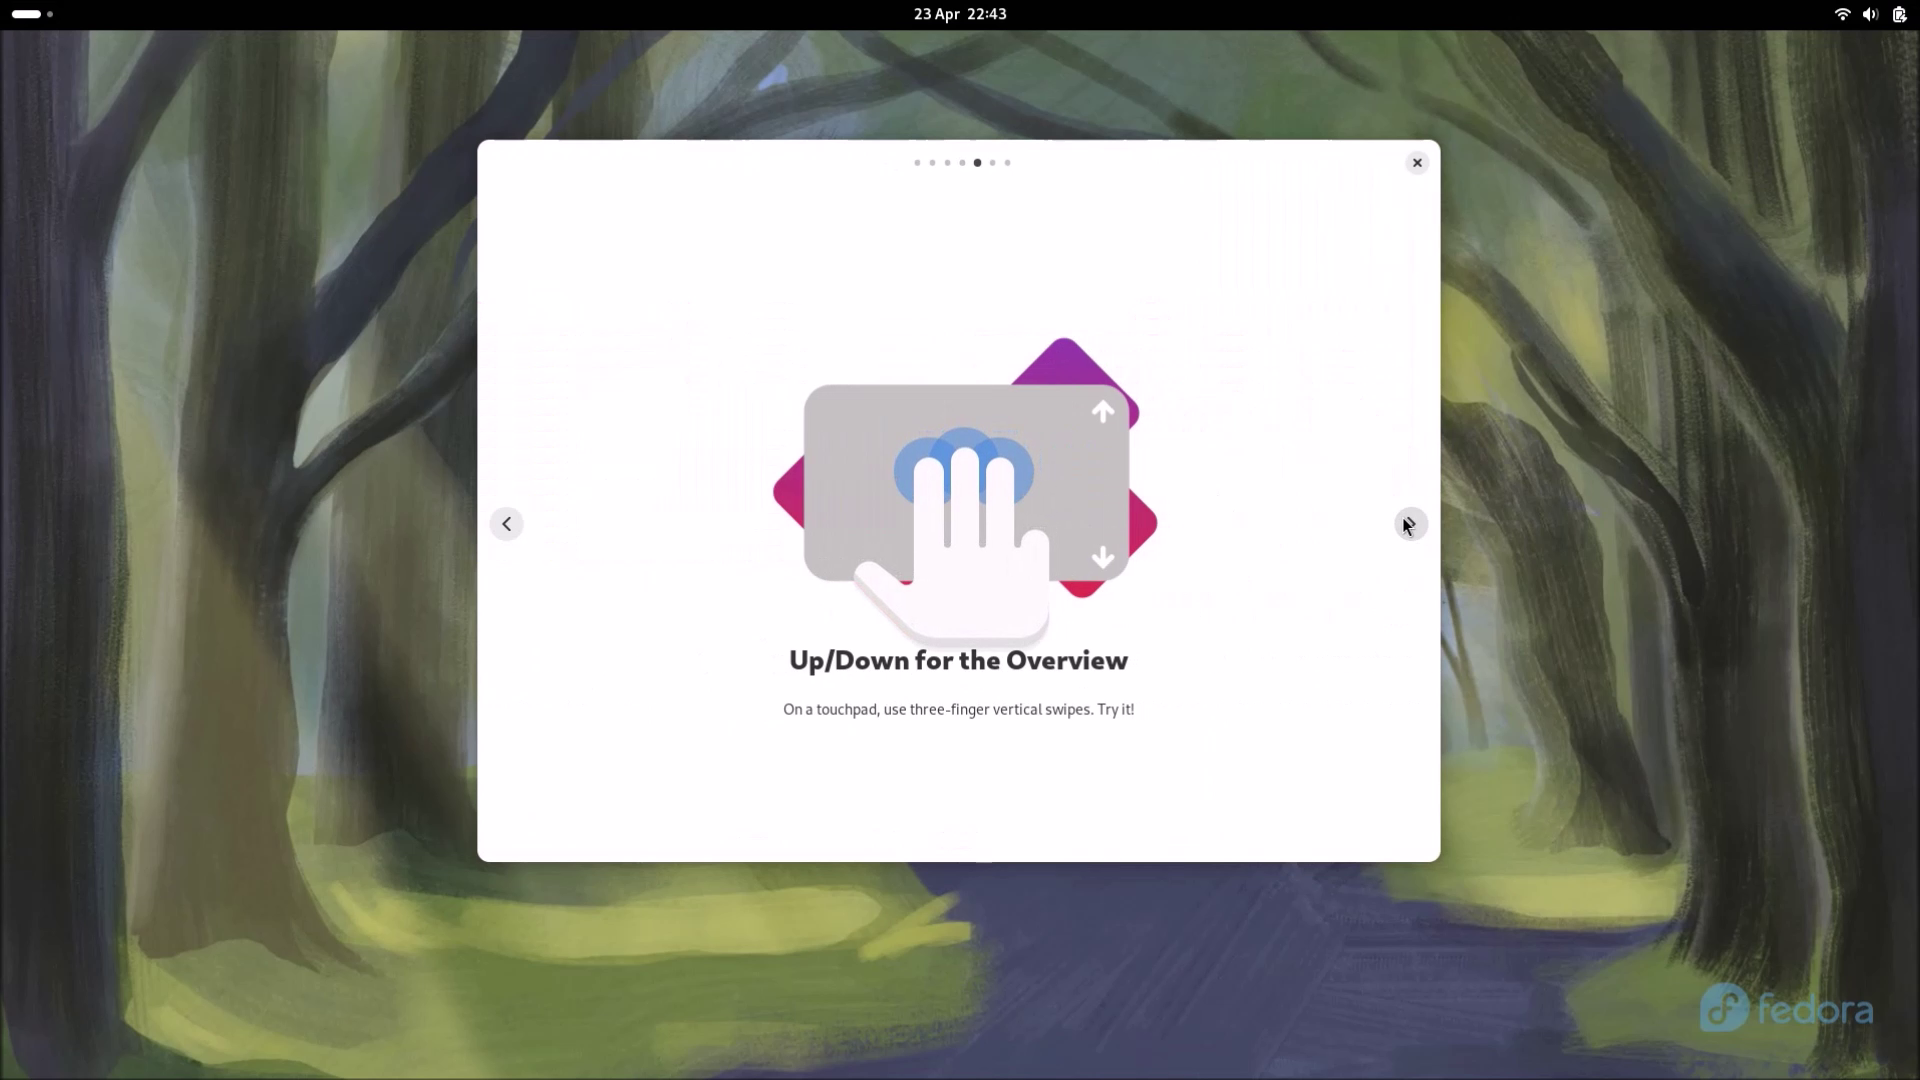 23 Apr 22:43
Up/Down for the Overview
On a touchpad, use three-finger vertical swipes. Try it!
fedora